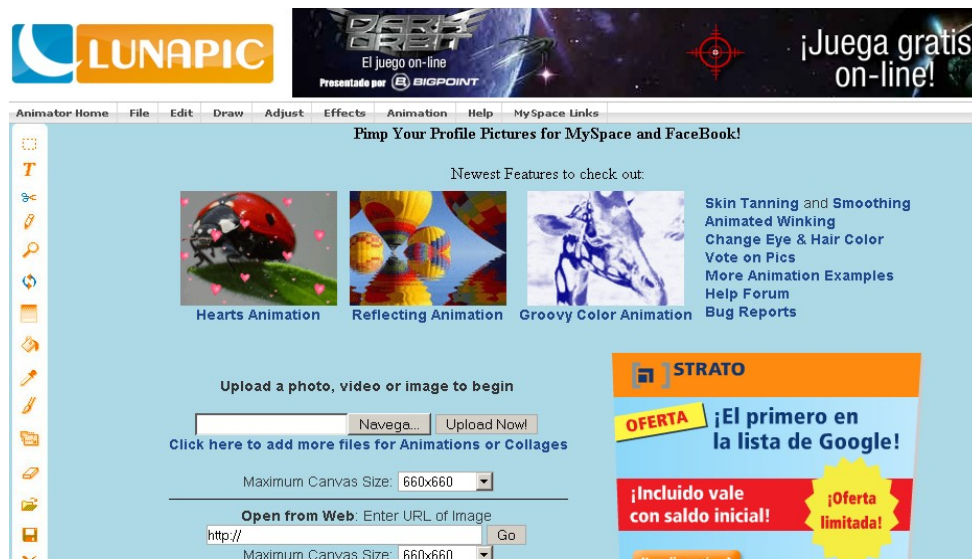 LUNAPIC
DARK
ORBIT
El juego on-line
Presentado por B BIGPOINT
¡Juega gratis
on-line!
Animator Home File Edit Draw Adjust Effects Animation Help MySpace Links
Pimp Your Profile Pictures for MySpace and FaceBook!
Newest Features to check out:
Hearts Animation
Reflecting Animation
Groovy Color Animation
Skin Tanning and Smoothing
Animated Winking
Change Eye & Hair Color
Vote on Pics
More Animation Examples
Help Forum
Bug Reports
Upload a photo, video or image to begin
Navega... Upload Now!
Click here to add more files for Animations or Collages
Maximum Canvas Size: 660x660
Open from Web: Enter URL of Image
http:// Go
Maximum Canvas Size: 660x660
STRATO
OFERTA
¡El primero en
la lista de Google!
¡Incluido vale
con saldo inicial!
¡Oferta
limitada!